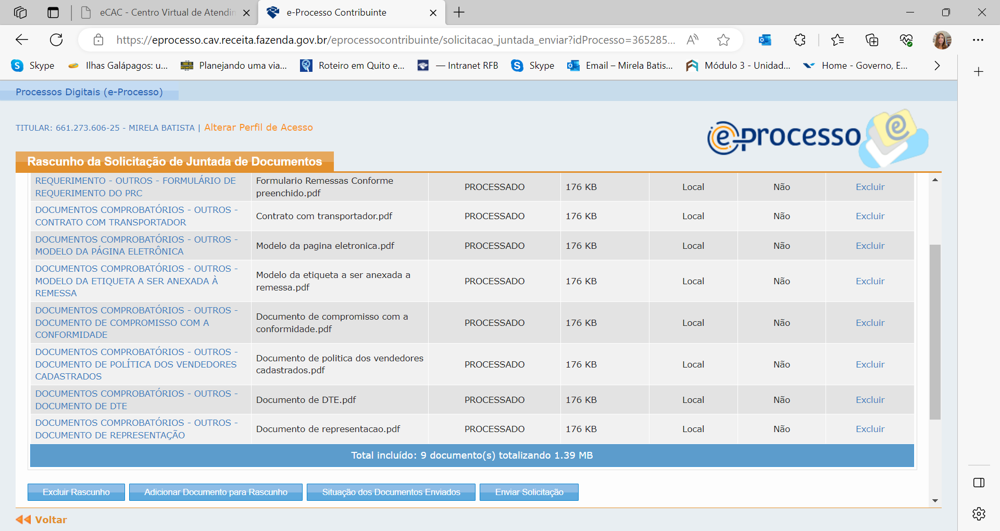 eCAC - Centro Virtual de Atendin
e-Processo Contribuinte
https://eprocesso.cav.receita.fazenda.gov.br/eprocessocontribuinte/solicitacao_juntada_enviar?idProcesso=365285...
Skype
Ilhas Galápagos: u...
Planejando uma via...
Roteiro em Quito e...
— Intranet RFB
Skype
Email – Mirela Batis...
Módulo 3 - Unidad...
Home - Governo, E...
Processos Digitais (e-Processo)
TITULAR: 661.273.606-25 - MIRELA BATISTA | Alterar Perfil de Acesso
e-processo
Rascunho da Solicitação de Juntada de Documentos
REQUERIMENTO - OUTROS - FORMULÁRIO DE
REQUERIMENTO DO PRC
Formulario Remessas Conforme
preenchido.pdf
PROCESSADO
176 KB
Local
Não
Excluir
DOCUMENTOS COMPROBATÓRIOS - OUTROS -
CONTRATO COM TRANSPORTADOR
Contrato com transportador.pdf
PROCESSADO
176 KB
Local
Não
Excluir
DOCUMENTOS COMPROBATÓRIOS - OUTROS -
MODELO DA PÁGINA ELETRÔNICA
Modelo da pagina eletronica.pdf
PROCESSADO
176 KB
Local
Não
Excluir
DOCUMENTOS COMPROBATÓRIOS - OUTROS -
MODELO DA ETIQUETA A SER ANEXADA À
REMESSA
Modelo da etiqueta a ser anexada a
remessa.pdf
PROCESSADO
176 KB
Local
Não
Excluir
DOCUMENTOS COMPROBATÓRIOS - OUTROS -
DOCUMENTO DE COMPROMISSO COM A
CONFORMIDADE
Documento de compromisso com a
conformidade.pdf
PROCESSADO
176 KB
Local
Não
Excluir
DOCUMENTOS COMPROBATÓRIOS - OUTROS -
DOCUMENTO DE POLÍTICA DOS VENDEDORES
CADASTRADOS
Documento de politica dos vendedores
cadastrados.pdf
PROCESSADO
176 KB
Local
Não
Excluir
DOCUMENTOS COMPROBATÓRIOS - OUTROS -
DOCUMENTO DE DTE
Documento de DTE.pdf
PROCESSADO
176 KB
Local
Não
Excluir
DOCUMENTOS COMPROBATÓRIOS - OUTROS -
DOCUMENTO DE REPRESENTAÇÃO
Documento de representacao.pdf
PROCESSADO
176 KB
Local
Não
Excluir
Total incluído: 9 documento(s) totalizando 1.39 MB
Excluir Rascunho
Adicionar Documento para Rascunho
Situação dos Documentos Enviados
Enviar Solicitação
Voltar